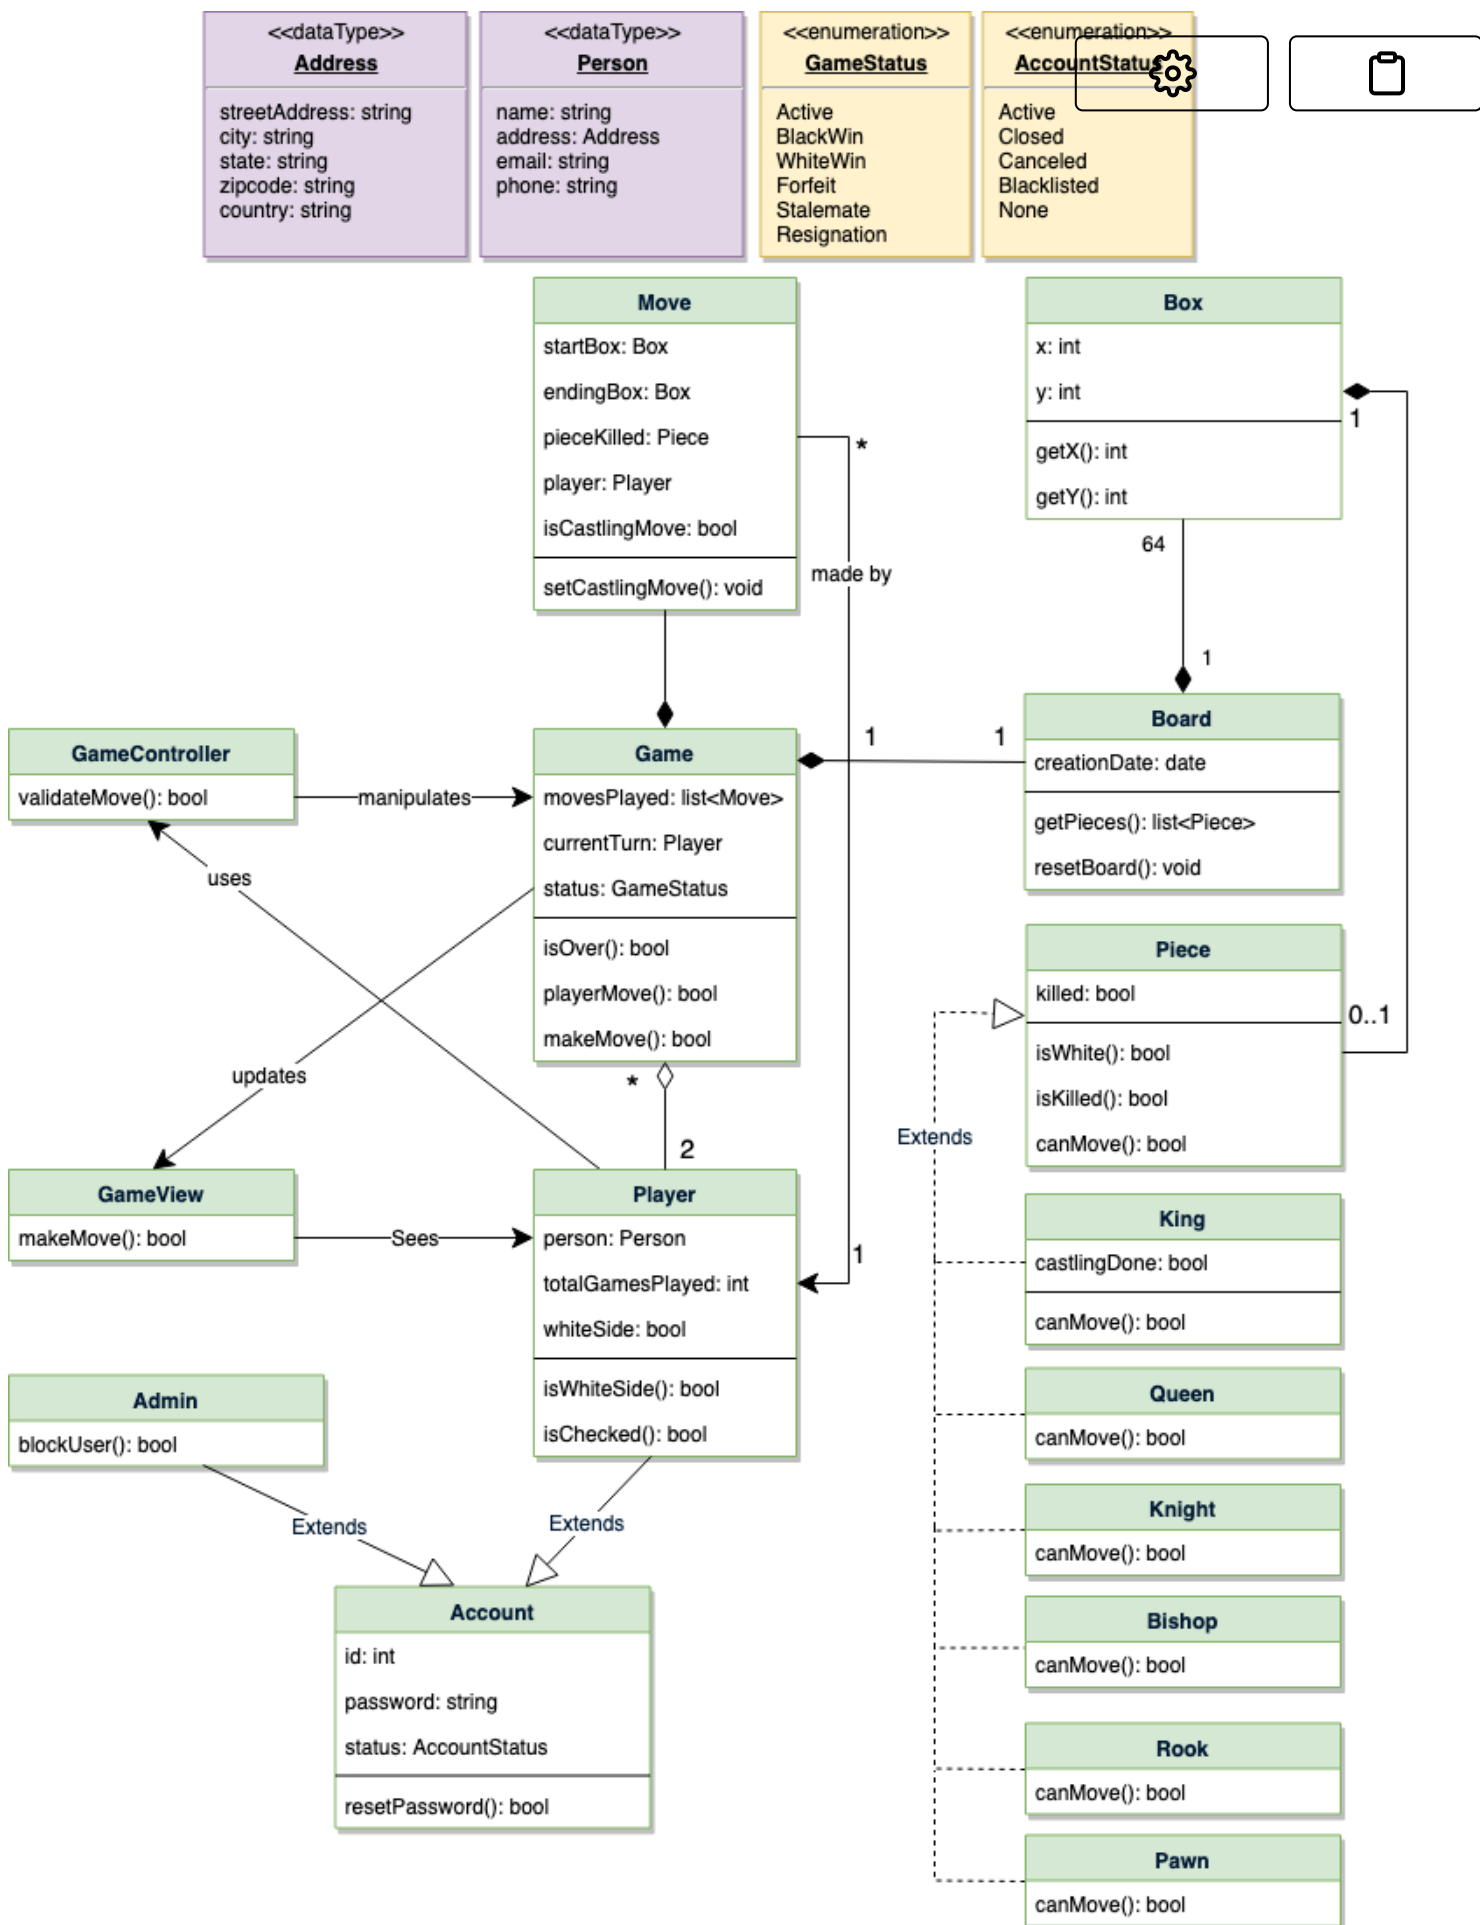 <<dataType>>
Address
streetAddress: string
city: string
state: string
zipcode: string
country: string
<<dataType>>
Person
name: string
address: Address
email: string
phone: string
<<enumeration>>
GameStatus
Active
BlackWin
WhiteWin
Forfeit
Stalemate
Resignation
<<enumeration>>
AccountStatus
Active
Closed
Canceled
Blacklisted
None
Move
startBox: Box
endingBox: Box
pieceKilled: Piece
player: Player
isCastlingMove: bool
setCastlingMove(): void
*
made by
1
Box
x: int
y: int
getX(): int
getY(): int
1
64
1
GameController
validateMove(): bool
manipulates
uses
updates
Game
movesPlayed: list<Move>
currentTurn: Player
status: GameStatus
isOver(): bool
playerMove(): bool
makeMove(): bool
1
1
*
2
Board
creationDate: date
getPieces(): list<Piece>
resetBoard(): void
Piece
killed: bool
isWhite(): bool
isKilled(): bool
canMove(): bool
0..1
Extends
GameView
makeMove(): bool
Sees
Player
person: Person
totalGamesPlayed: int
whiteSide: bool
isWhiteSide(): bool
isChecked(): bool
King
castlingDone: bool
canMove(): bool
Queen
canMove(): bool
Knight
canMove(): bool
Bishop
canMove(): bool
Rook
canMove(): bool
Pawn
canMove(): bool
Admin
blockUser(): bool
Extends
Extends
Account
id: int
password: string
status: AccountStatus
resetPassword(): bool